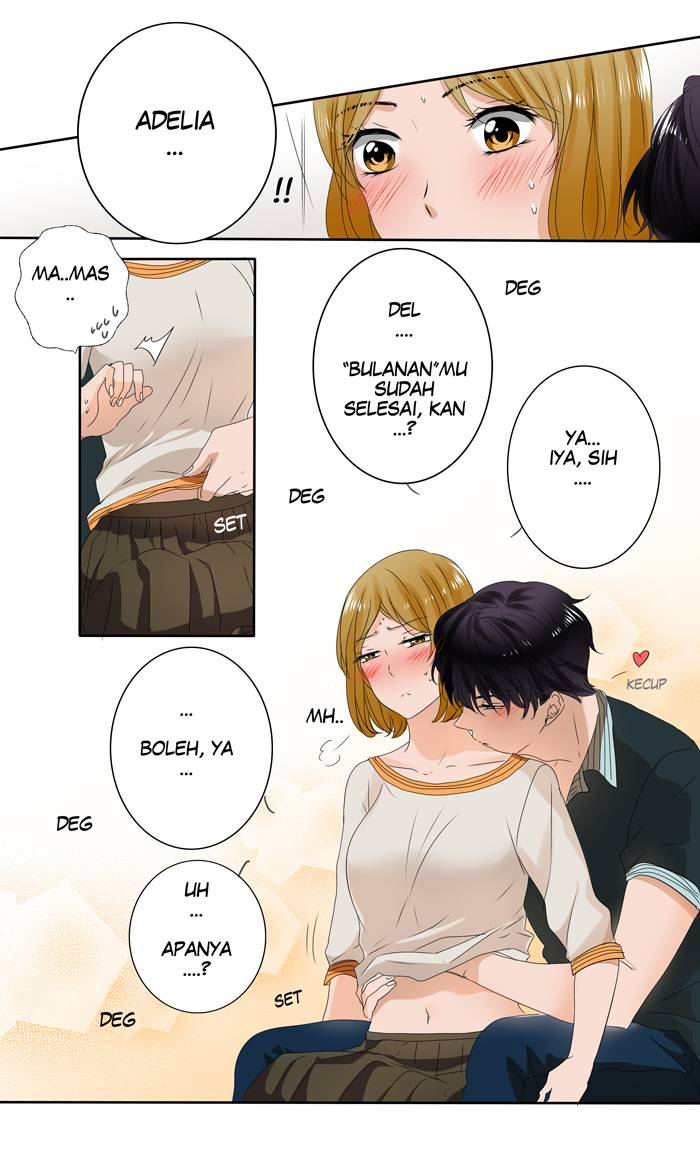 ADELIA
...
!!
MA..MAS
..
DEL
....
"BULANAN"MU
SUDAH
SELESAI, KAN
...?
DEG
YA...
IYA, SIH
....
DEG
SET
KECUP
MH..
...
BOLEH, YA
...
DEG
UH
...
APANYA
....?
SET
DEG